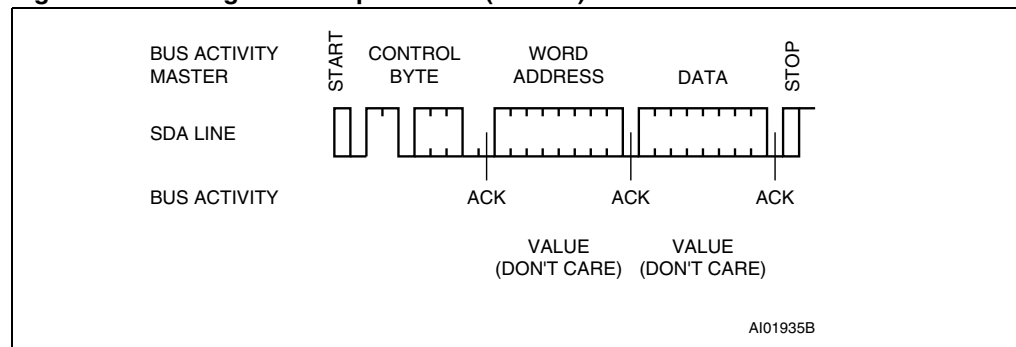 BUS ACTIVITY
MASTER
START
CONTROL
BYTE
WORD
ADDRESS
DATA
STOP
SDA LINE
BUS ACTIVITY
ACK
ACK
ACK
VALUE
(DON'T CARE)
VALUE
(DON'T CARE)
AI01935B